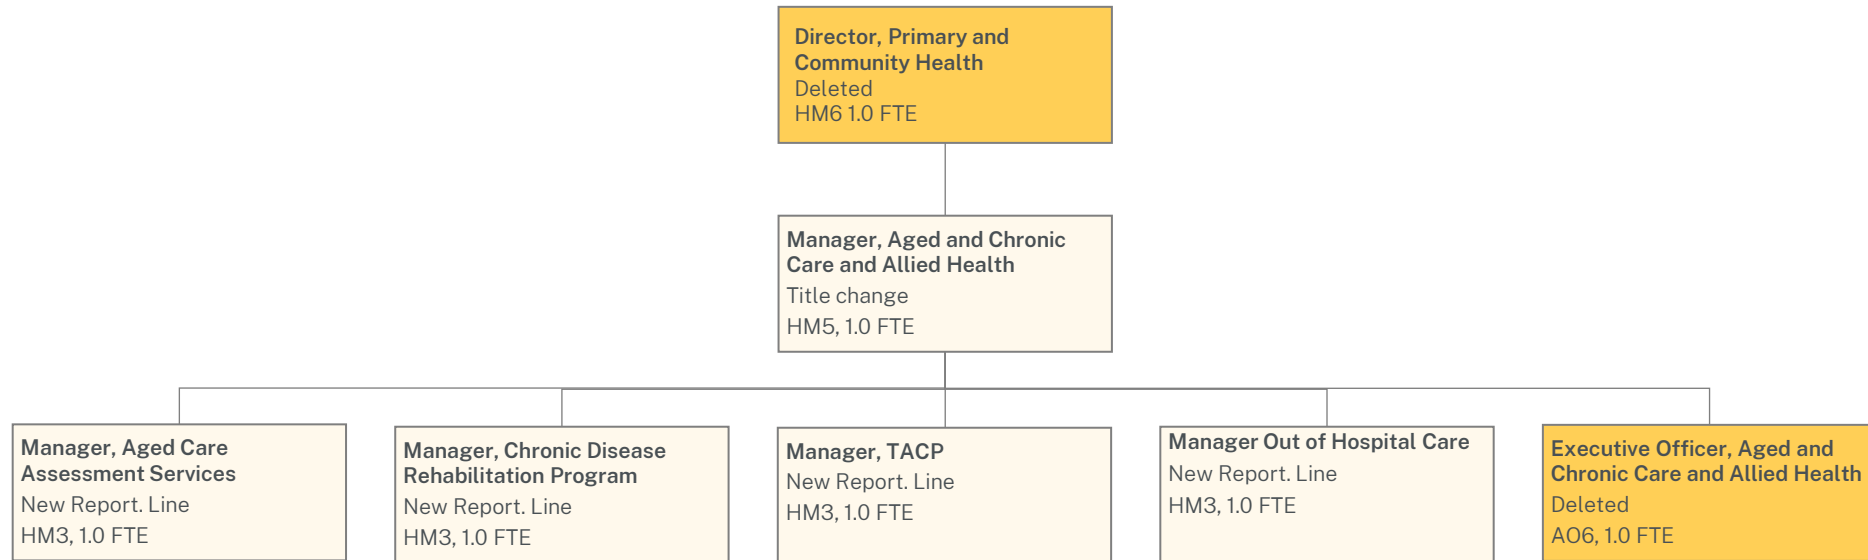 Director, Primary and
Community Health
Deleted
HM6 1.0 FTE
Manager, Aged and Chronic
Care and Allied Health
Title change
HM5, 1.0 FTE
Manager, Aged Care
Assessment Services
New Report. Line
HM3, 1.0 FTE
Manager, Chronic Disease
Rehabilitation Program
New Report. Line
HM3, 1.0 FTE
Manager, TACP
New Report. Line
HM3, 1.0 FTE
Manager Out of Hospital Care
New Report. Line
HM3, 1.0 FTE
Executive Officer, Aged and
Chronic Care and Allied Health
Deleted
AO6, 1.0 FTE